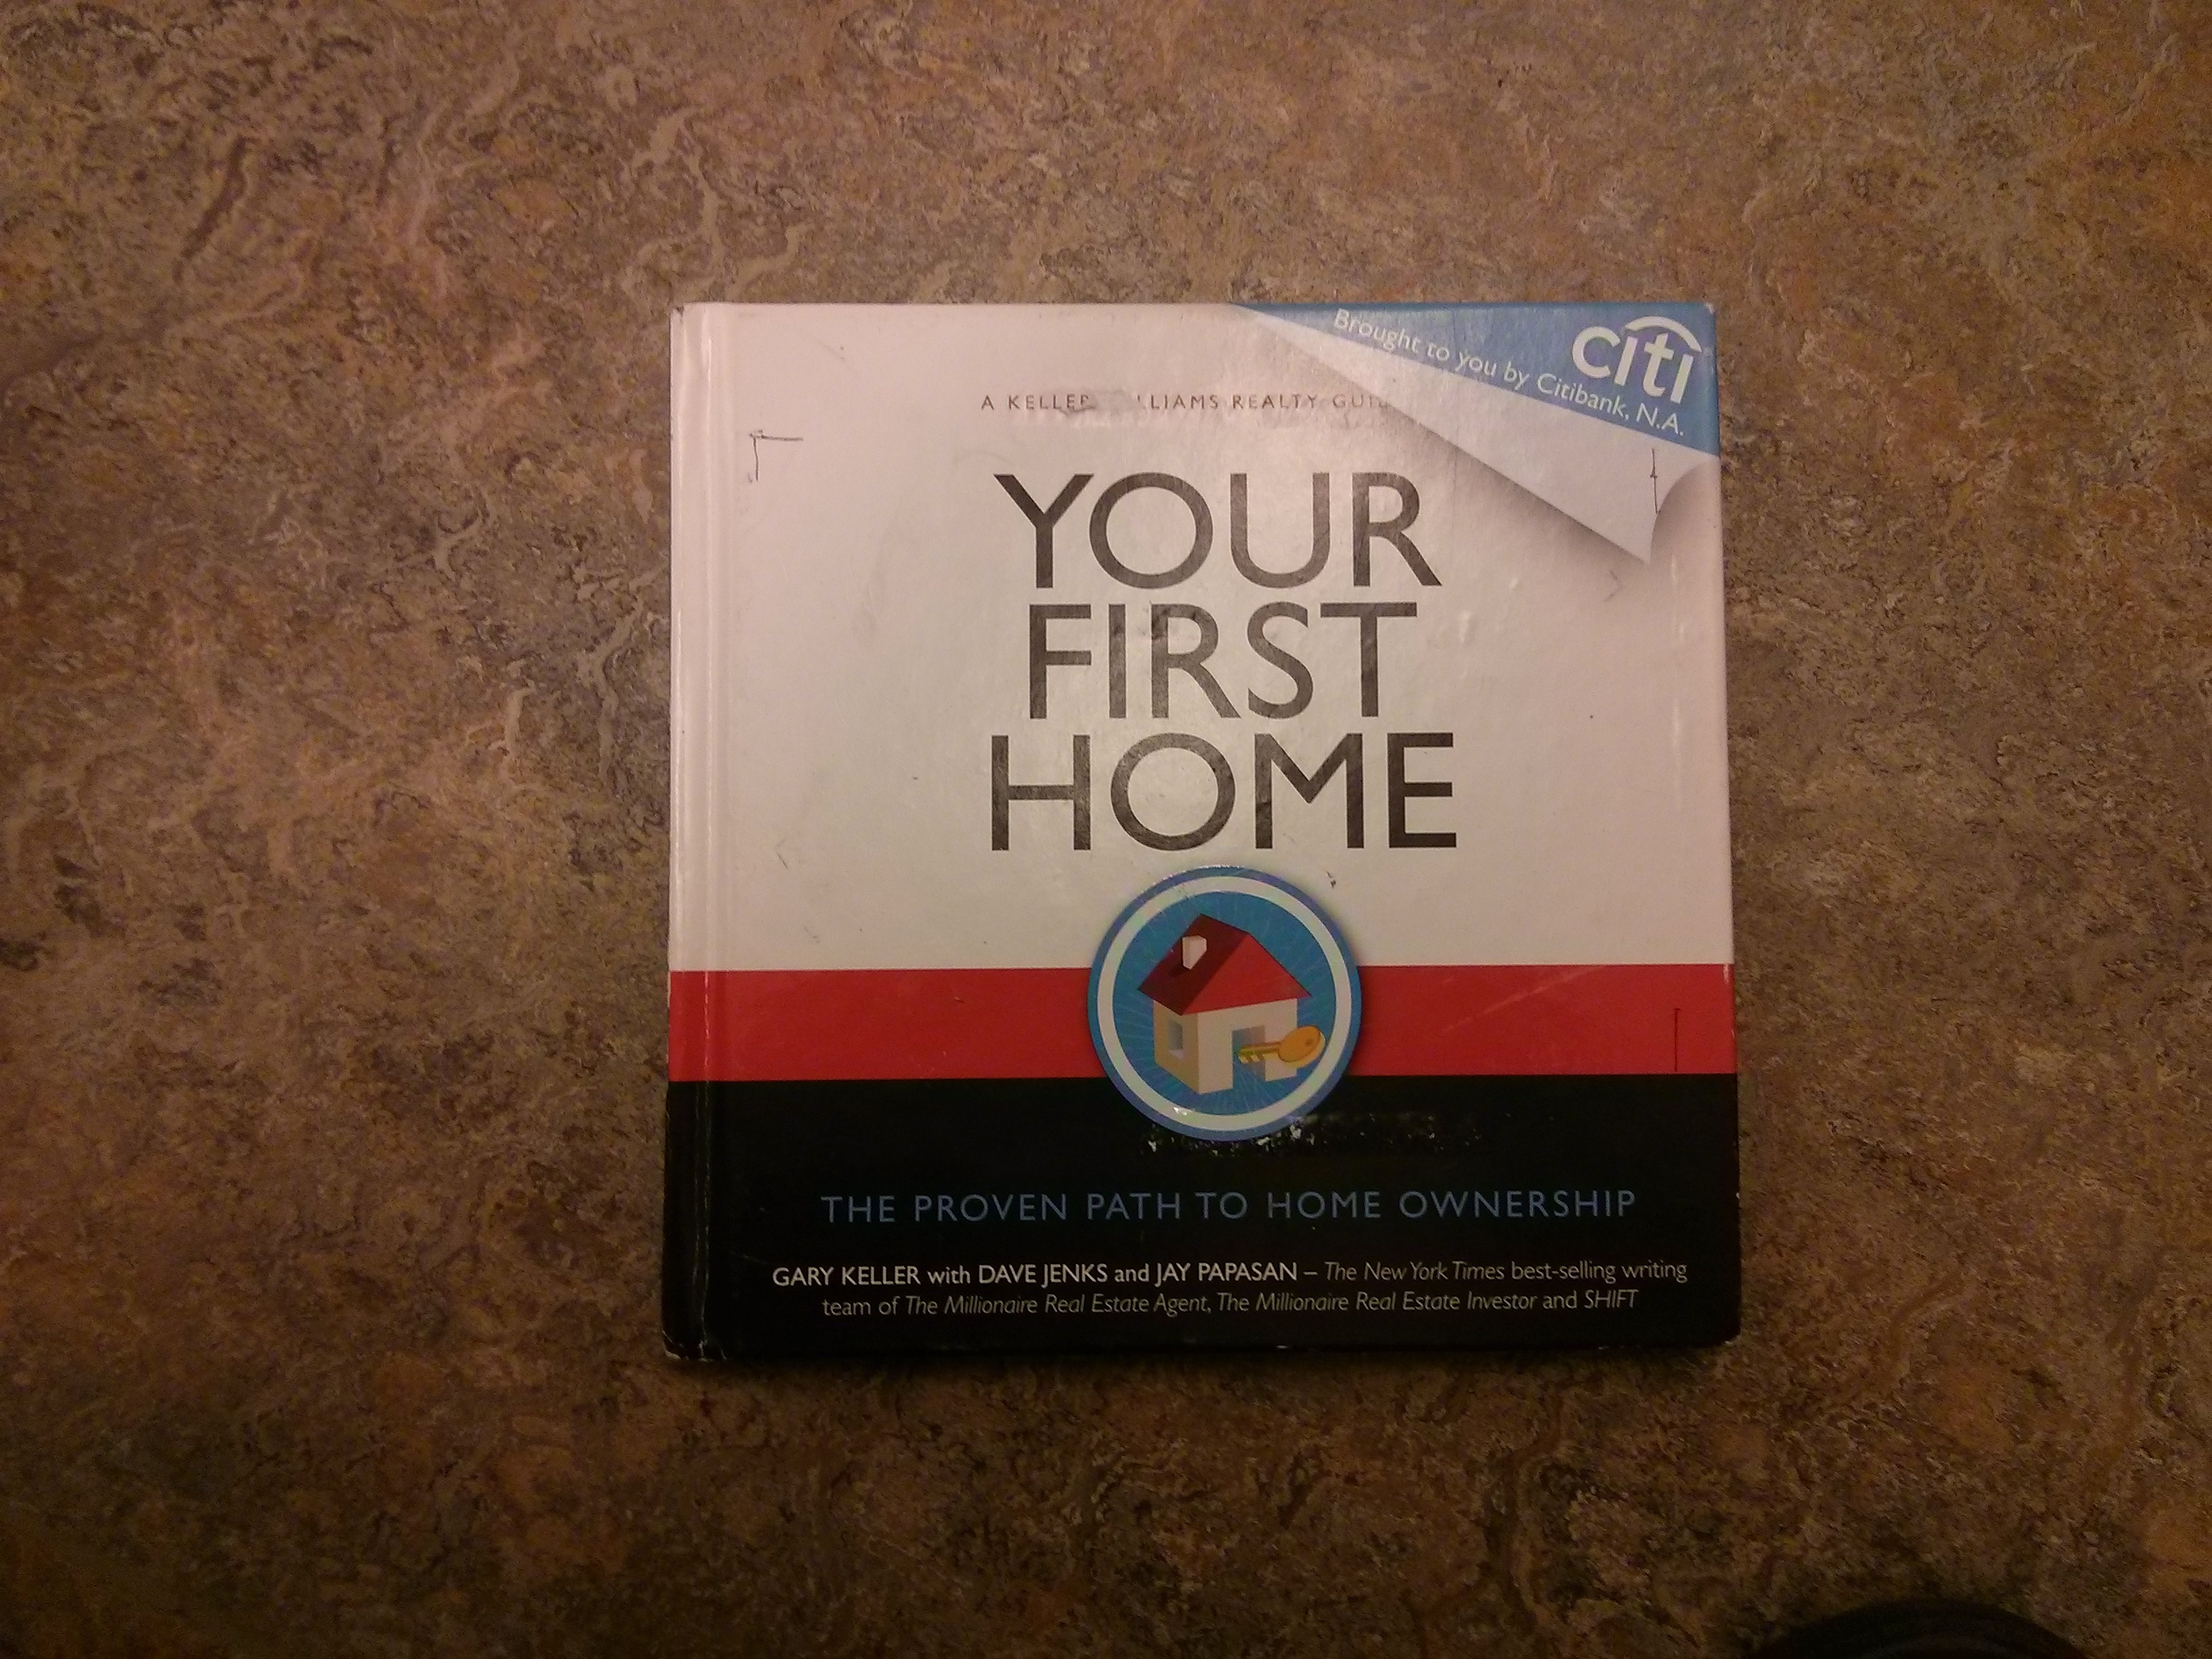 citi
Brought to you by Citibank, N.A.
A REALTY
YOUR
FIRST
HOME
THE PROVEN PATH TO HOME OWNERSHIP
GARY KELLER with DAVE JENKS and JAY PAPASAN – The New York Times best-selling writing
team of The Millionaire Real Estate Agent, The Millionaire Real Estate Investor and SHIFT